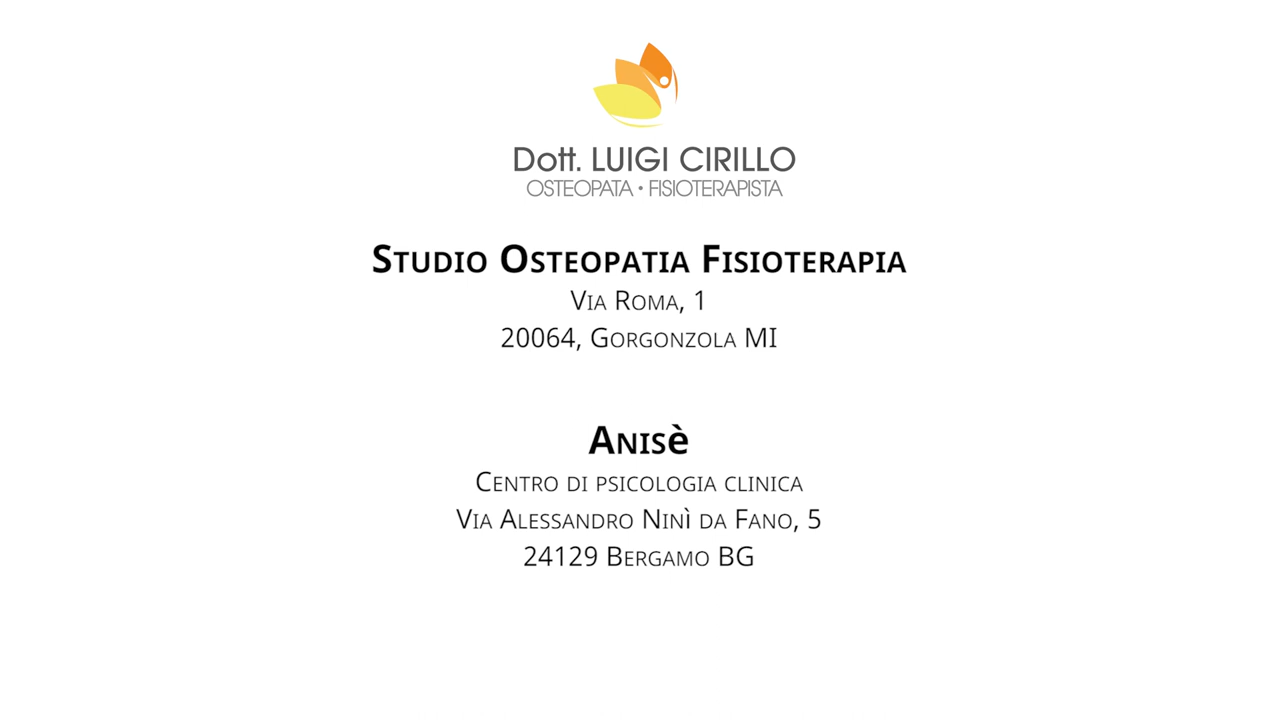 Dott. LUIGI CIRILLO
OSTEOPATA • FISIOTERAPISTA
Studio Osteopatia Fisioterapia
Via Roma, 1
20064, Gorgonzola MI
Anisè
Centro di psicologia clinica
Via Alessandro Ninì da Fano, 5
24129 Bergamo BG